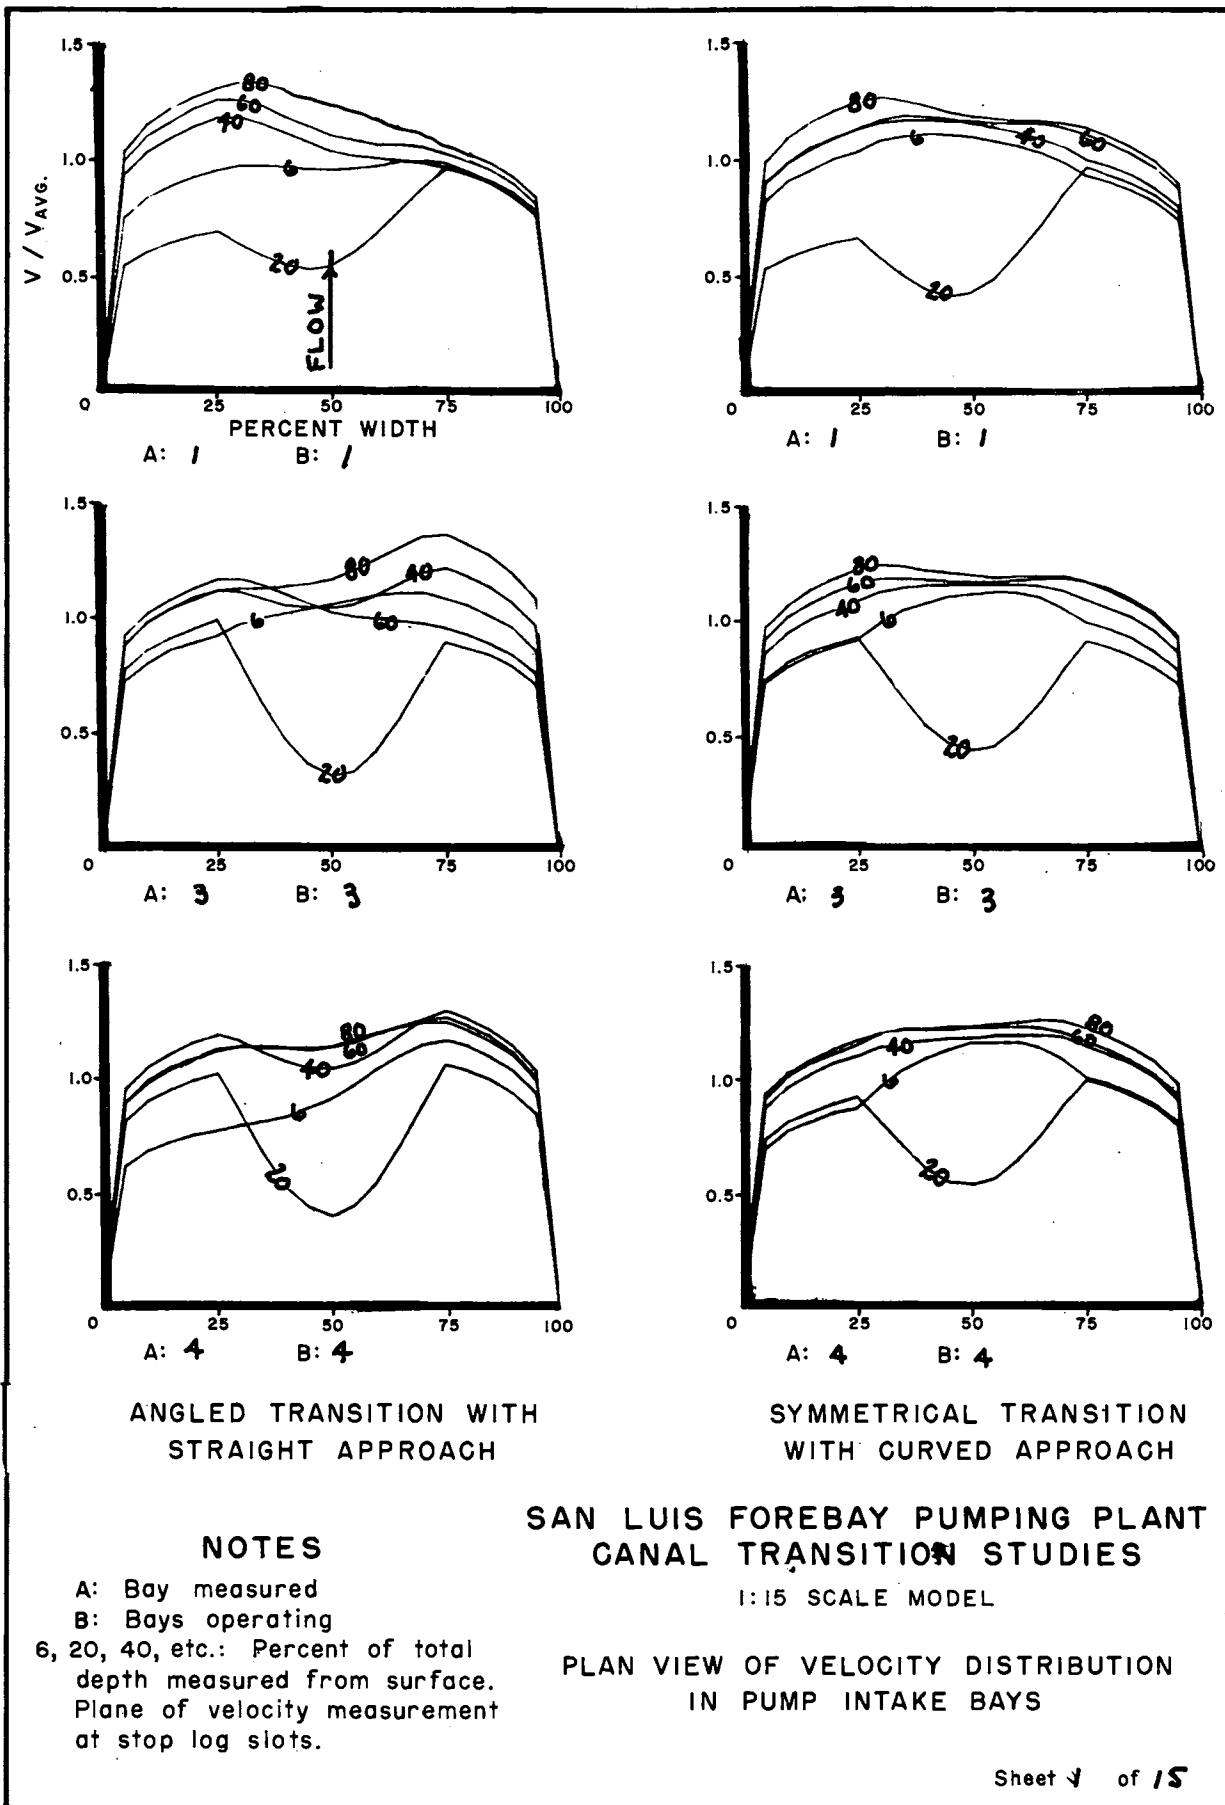 1.5
1.0
0.5
V / VAVG.
80
60
40
6
20
FLOW
0 25 50 75 100
PERCENT WIDTH
A: 1 B: 1
1.5
1.0
0.5
80
40
60
6
20
0 25 50 75 100
A: 1 B: 1
1.5
1.0
0.5
80
40
6
60
20
0 25 50 75 100
A: 3 B: 3
1.5
1.0
0.5
80
60
40
6
20
0 25 50 75 100
A: 3 B: 3
1.5
1.0
0.5
80
60
40
6
20
0 25 50 75 100
A: 4 B: 4
1.5
1.0
0.5
80
60
40
6
20
0 25 50 75 100
A: 4 B: 4
ANGLED TRANSITION WITH
STRAIGHT APPROACH
SYMMETRICAL TRANSITION
WITH CURVED APPROACH
NOTES
A: Bay measured
B: Bays operating
6, 20, 40, etc.: Percent of total
depth measured from surface.
Plane of velocity measurement
at stop log slots.
SAN LUIS FOREBAY PUMPING PLANT
CANAL TRANSITION STUDIES
1:15 SCALE MODEL
PLAN VIEW OF VELOCITY DISTRIBUTION
IN PUMP INTAKE BAYS
Sheet 1 of 15